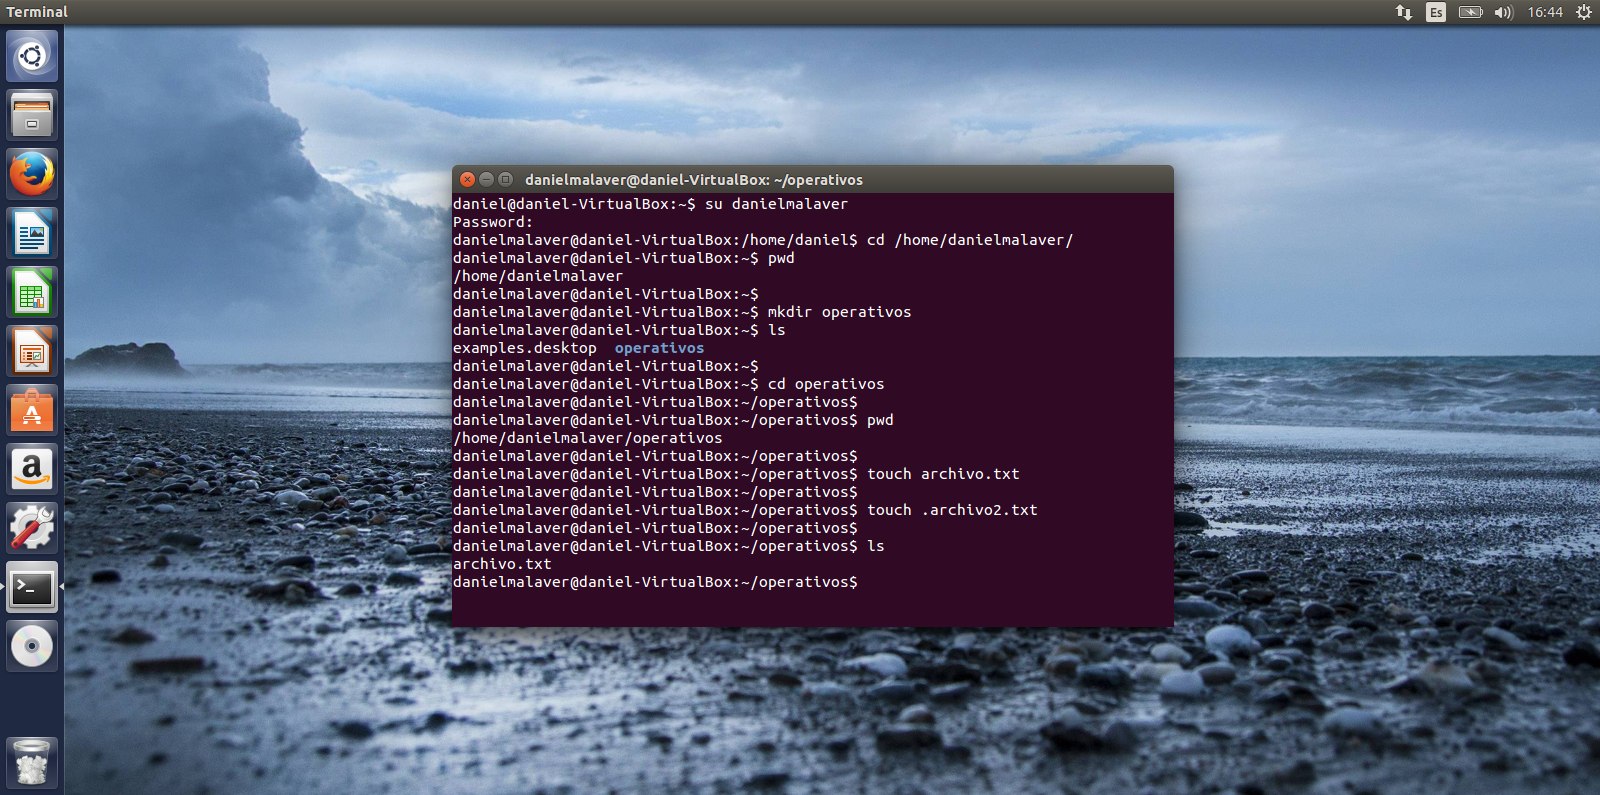 Terminal
Es
16:44
danielmalaver@daniel-VirtualBox: ~/operativos
daniel@daniel-VirtualBox:~$ su danielmalaver
Password:
danielmalaver@daniel-VirtualBox:/home/daniel$ cd /home/danielmalaver/
danielmalaver@daniel-VirtualBox:~$ pwd
/home/danielmalaver
danielmalaver@daniel-VirtualBox:~$
danielmalaver@daniel-VirtualBox:~$ mkdir operativos
danielmalaver@daniel-VirtualBox:~$ ls
examples.desktop  operativos
danielmalaver@daniel-VirtualBox:~$
danielmalaver@daniel-VirtualBox:~$ cd operativos
danielmalaver@daniel-VirtualBox:~/operativos$
danielmalaver@daniel-VirtualBox:~/operativos$ pwd
/home/danielmalaver/operativos
danielmalaver@daniel-VirtualBox:~/operativos$
danielmalaver@daniel-VirtualBox:~/operativos$ touch archivo.txt
danielmalaver@daniel-VirtualBox:~/operativos$
danielmalaver@daniel-VirtualBox:~/operativos$ touch .archivo2.txt
danielmalaver@daniel-VirtualBox:~/operativos$
danielmalaver@daniel-VirtualBox:~/operativos$ ls
archivo.txt
danielmalaver@daniel-VirtualBox:~/operativos$